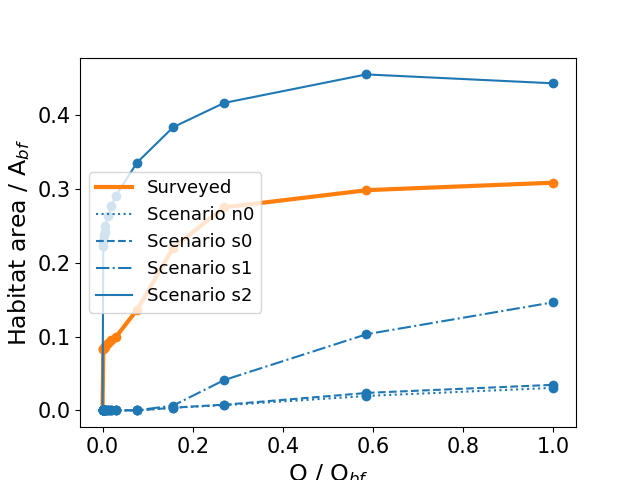 0.4
0.3
0.2
0.1
0.0
Habitat area / A_bf
Surveyed
Scenario n0
Scenario s0
Scenario s1
Scenario s2
0.0 0.2 0.4 0.6 0.8 1.0
Q / Q_bf